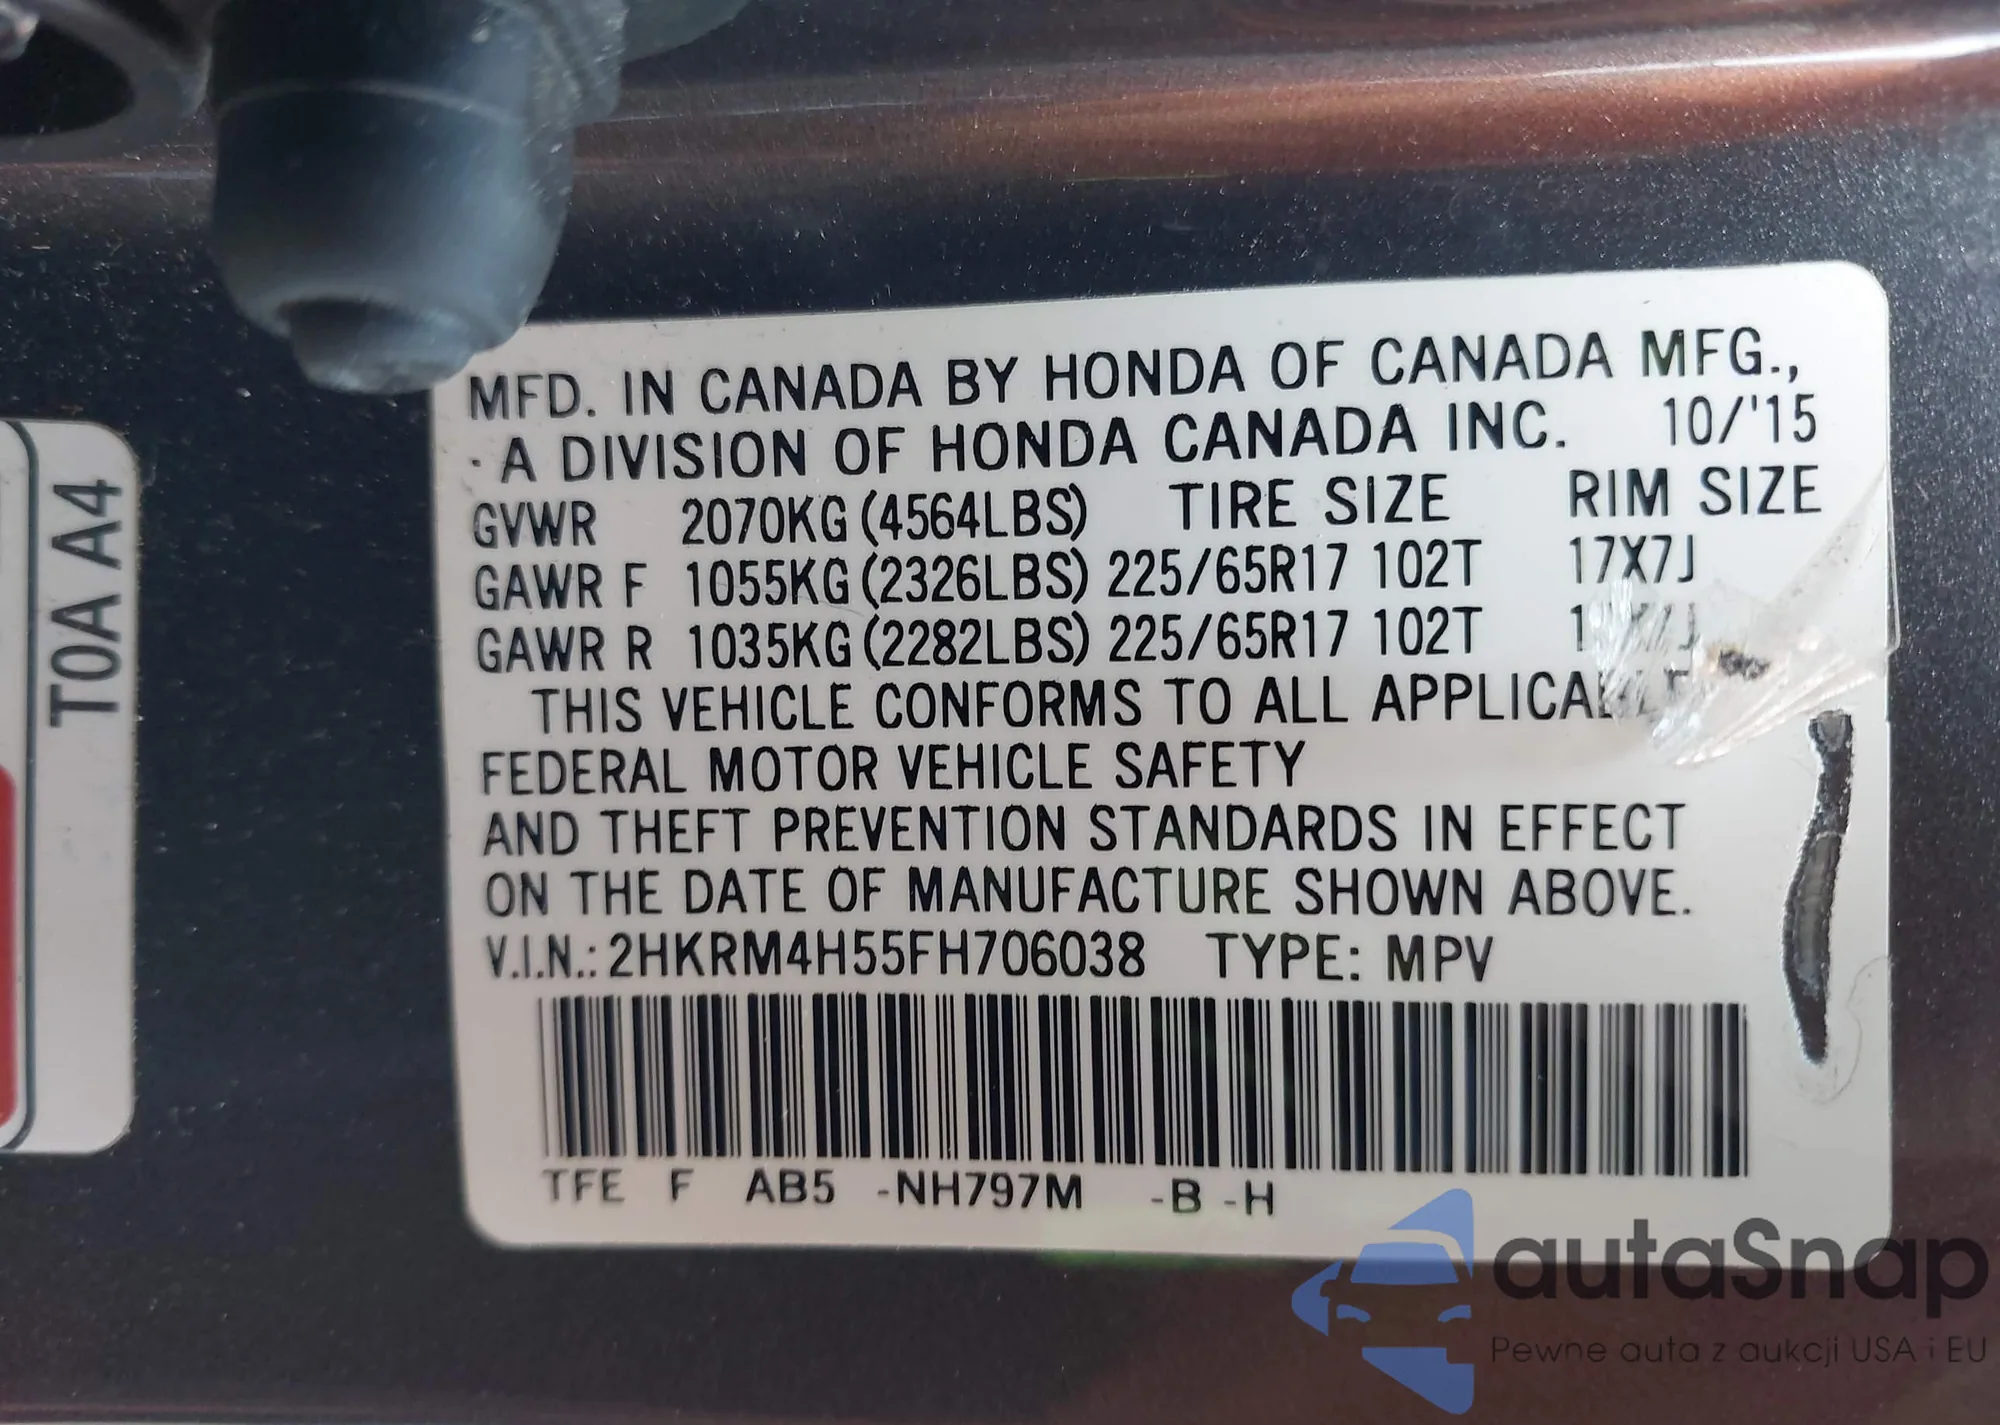 MFD. IN CANADA BY HONDA OF CANADA MFG.,
· A DIVISION OF HONDA CANADA INC. 10/'15
GVWR 2070KG (4564LBS) TIRE SIZE RIM SIZE
GAWR F 1055KG (2326LBS) 225/65R17 102T 17X7J
GAWR R 1035KG (2282LBS) 225/65R17 102T
THIS VEHICLE CONFORMS TO ALL
FEDERAL MOTOR VEHICLE SAFETY
AND THEFT PREVENTION STANDARDS IN EFFECT
ON THE DATE OF MANUFACTURE SHOWN ABOVE.
V.I.N.: 2HKRM4H55FH706038 TYPE: MPV
TFE F AB5 -NH797M -B -H
T0A A4
autaSnap
Pewne auta z aukcji USA i EU